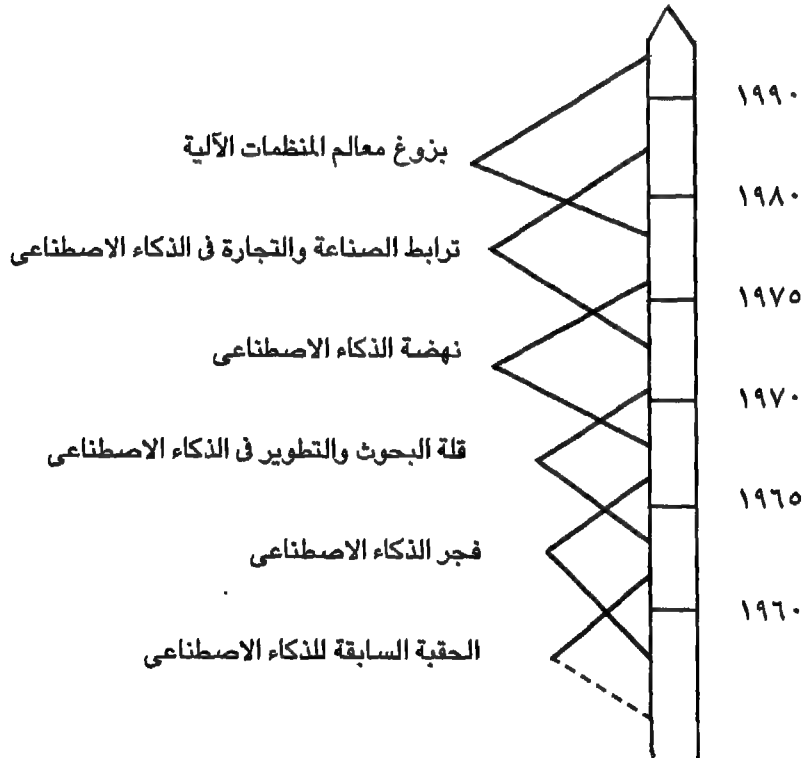 ١٩٩٠
بزوغ معالم المنظمات الآلية
١٩٨٠
ترابط الصناعة والتجارة فى الذكاء الاصطناعى
١٩٧٥
نهضة الذكاء الاصطناعى
١٩٧٠
قلة البحوث والتطوير فى الذكاء الاصطناعى
١٩٦٥
فجر الذكاء الاصطناعى
١٩٦٠
الحقبة السابقة للذكاء الاصطناعى